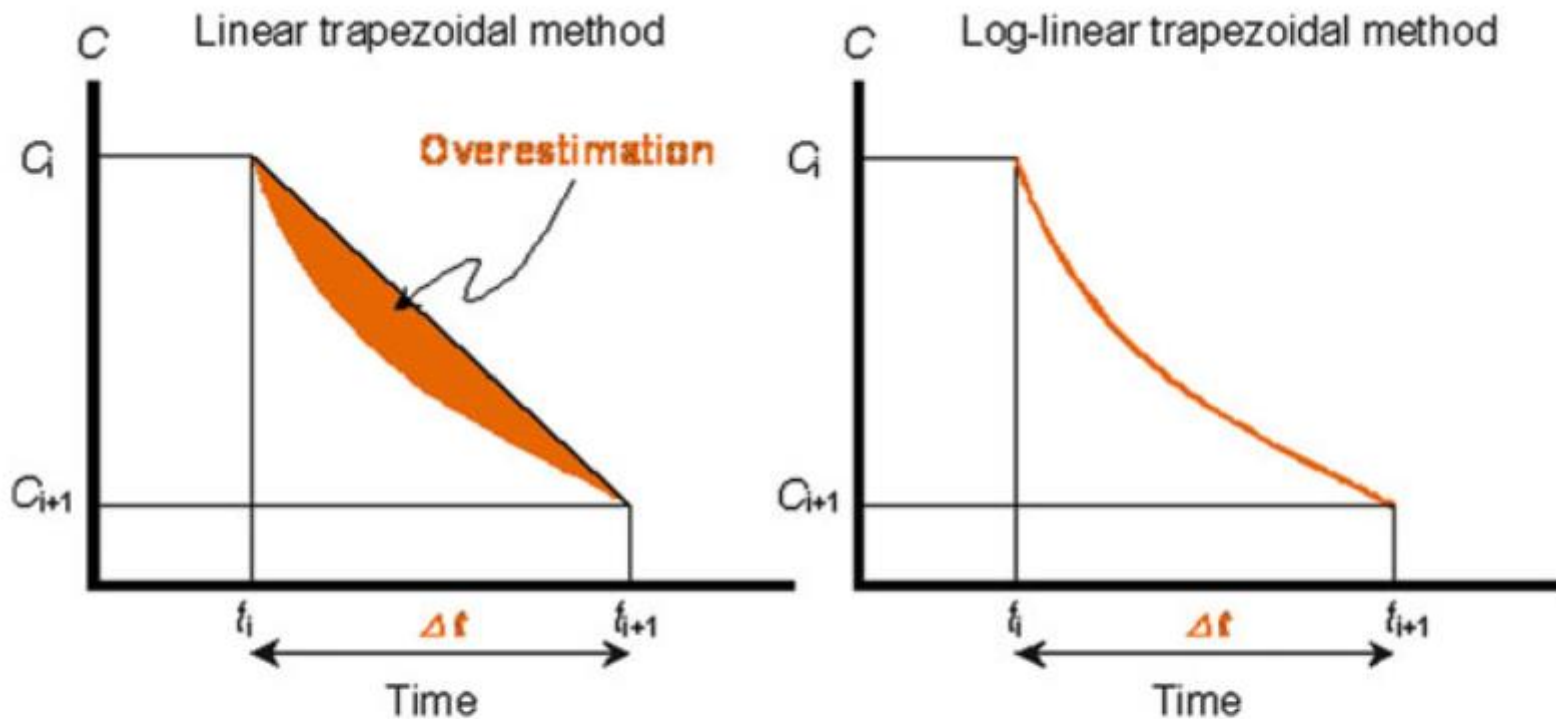 Linear trapezoidal method
C
Overestimation
Ci
Ci+1
ti
Δt
ti+1
Time
Log-linear trapezoidal method
C
Ci
Ci+1
ti
Δt
ti+1
Time